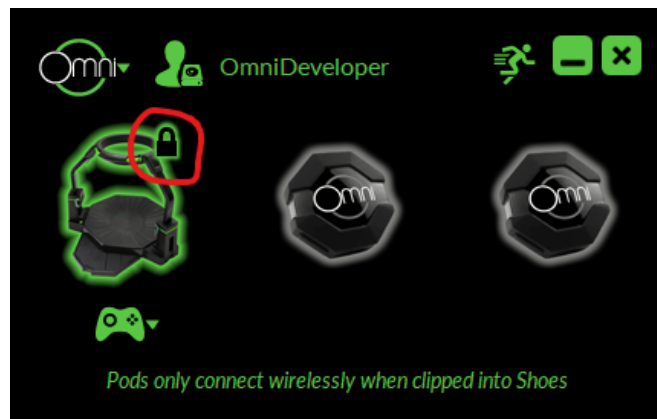 Omni
OmniDeveloper
Omni
Omni
Pods only connect wirelessly when clipped into Shoes